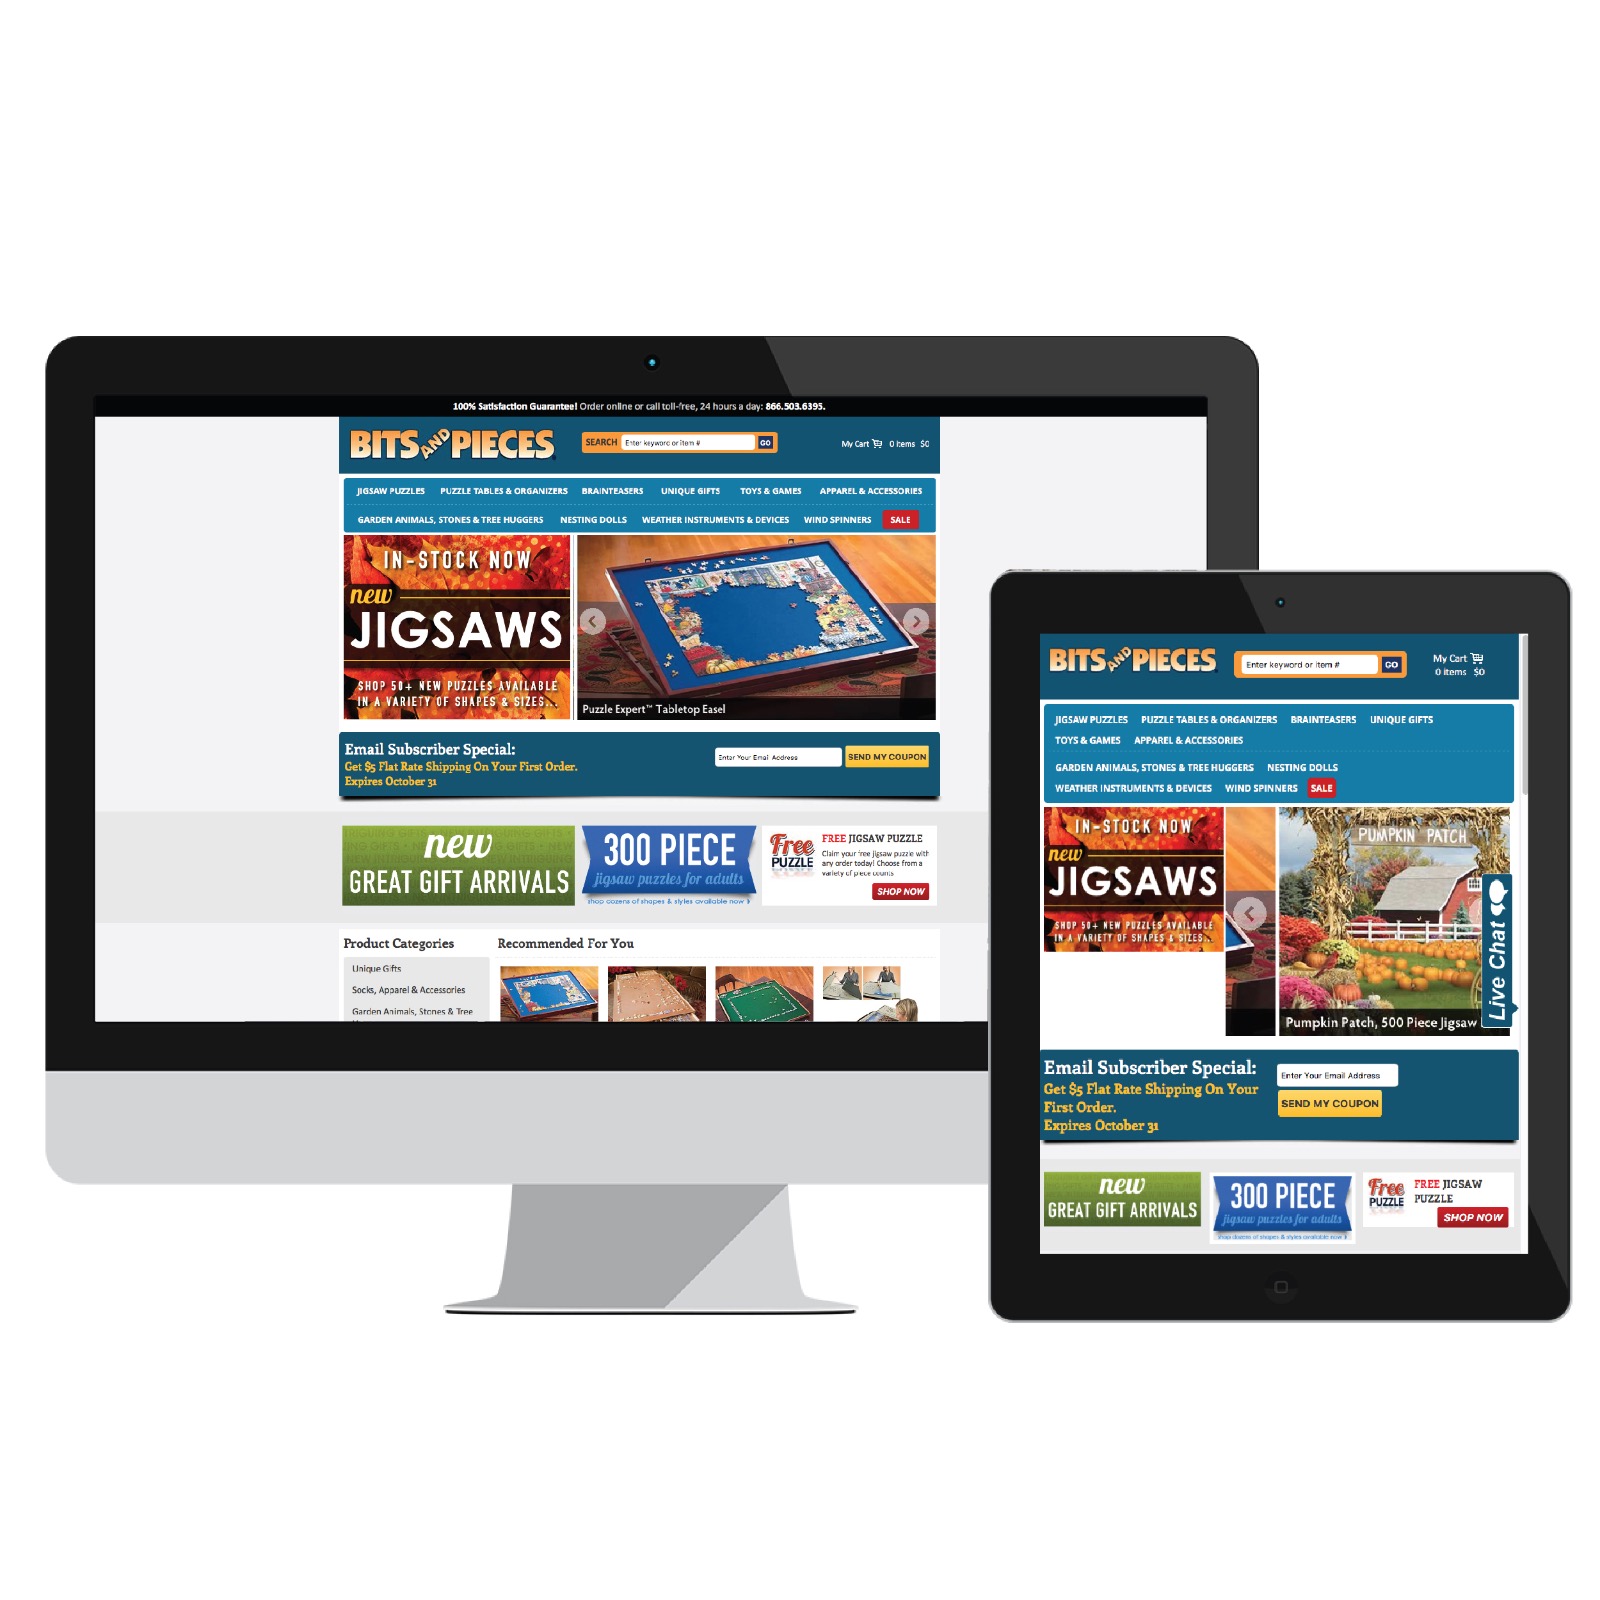 100% Satisfaction Guarantee! Order online or call toll-free, 24 hours a day: 866.503.6395.
BITS AND PIECES
SEARCH Enter keyword or item # GO
My Cart 0 Items $0
JIGSAW PUZZLES PUZZLE TABLES & ORGANIZERS BRAINTEASERS UNIQUE GIFTS TOYS & GAMES APPAREL & ACCESSORIES
GARDEN ANIMALS, STONES & TREE HUGGERS NESTING DOLLS WEATHER INSTRUMENTS & DEVICES WIND SPINNERS SALE
IN-STOCK NOW
new
JIGSAWS
SHOP 50+ NEW PUZZLES AVAILABLE
IN A VARIETY OF SHAPES & SIZES...
Puzzle Expert™ Tabletop Easel
Email Subscriber Special:
Get $5 Flat Rate Shipping On Your First Order.
Expires October 31
Enter Your Email Address SEND MY COUPON
new
GREAT GIFT ARRIVALS
300 PIECE
jigsaw puzzles for adults
shop dozens of shapes & styles available now
Free
PUZZLE
FREE JIGSAW PUZZLE
Claim your free jigsaw puzzle with
any order today! Choose from a
variety of piece counts
SHOP NOW
Product Categories
Unique Gifts
Socks, Apparel & Accessories
Garden Animals, Stones & Tree
Recommended For You
BITS AND PIECES
Enter keyword or item # GO
My Cart
0 items $0
JIGSAW PUZZLES PUZZLE TABLES & ORGANIZERS BRAINTEASERS UNIQUE GIFTS
TOYS & GAMES APPAREL & ACCESSORIES
GARDEN ANIMALS, STONES & TREE HUGGERS NESTING DOLLS
WEATHER INSTRUMENTS & DEVICES WIND SPINNERS SALE
IN-STOCK NOW
new
JIGSAWS
SHOP 50+ NEW PUZZLES AVAILABLE
IN A VARIETY OF SHAPES & SIZES...
PUMPKIN PATCH
Pumpkin Patch, 500 Piece Jigsaw
Live Chat
Email Subscriber Special:
Get $5 Flat Rate Shipping On Your
First Order.
Expires October 31
Enter Your Email Address
SEND MY COUPON
new
GREAT GIFT ARRIVALS
300 PIECE
jigsaw puzzles for adults
shop dozens of shapes & styles available now
Free
PUZZLE
FREE JIGSAW
PUZZLE
SHOP NOW